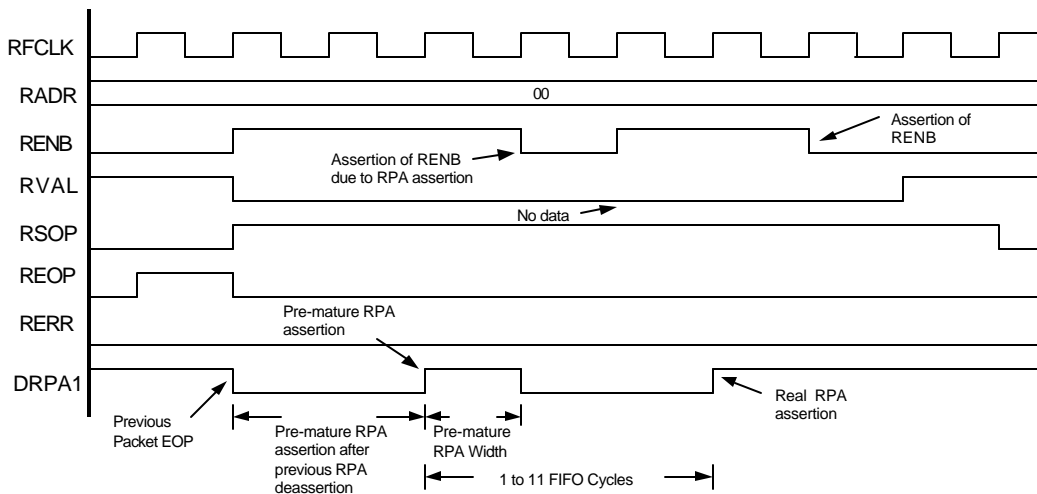 RFCLK
RADR
00
RENB
Assertion of RENB
due to RPA assertion
Assertion of
RENB
RVAL
No data
RSOP
REOP
Pre-mature RPA
assertion
RERR
DRPA1
Previous
Packet EOP
Pre-mature RPA
assertion after
previous RPA
deassertion
Pre-mature
RPA Width
Real RPA
assertion
1 to 11 FIFO Cycles